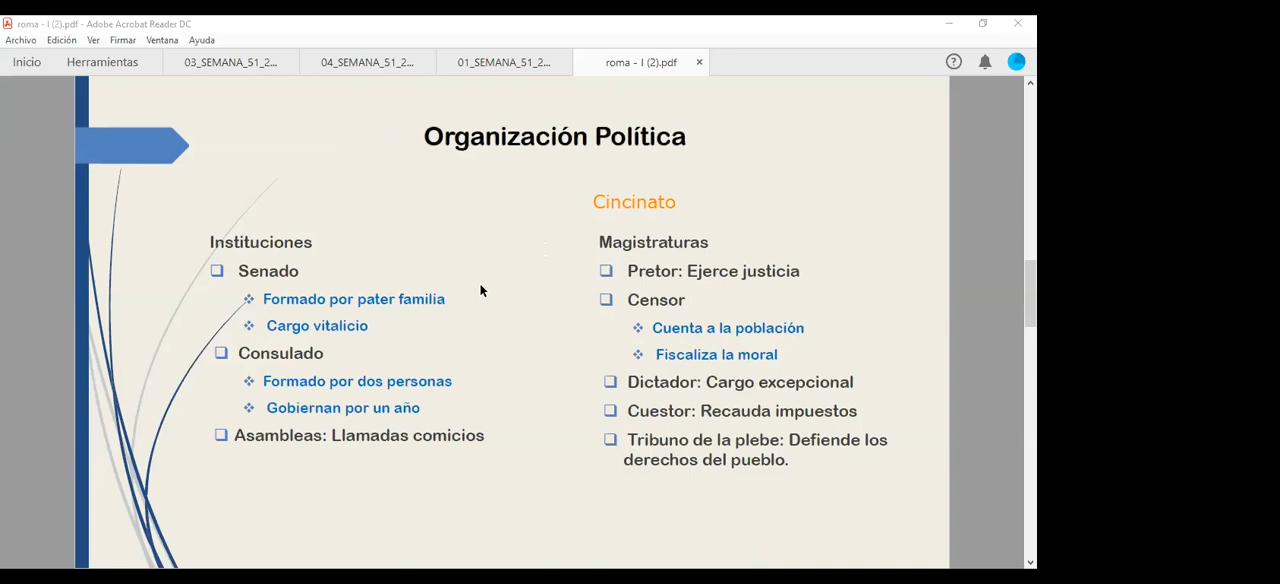 roma - I (2).pdf - Adobe Acrobat Reader DC
Archivo Edición Ver Firmar Ventana Ayuda
Inicio Herramientas 03_SEMANA_51_2... 04_SEMANA_51_2... 01_SEMANA_51_2... roma - I (2).pdf
Organización Política
Cincinato
Instituciones
Senado
Formado por pater familia
Cargo vitalicio
Consulado
Formado por dos personas
Gobiernan por un año
Asambleas: Llamadas comicios
Magistraturas
Pretor: Ejerce justicia
Censor
Cuenta a la población
Fiscaliza la moral
Dictador: Cargo excepcional
Cuestor: Recauda impuestos
Tribuno de la plebe: Defiende los
derechos del pueblo.